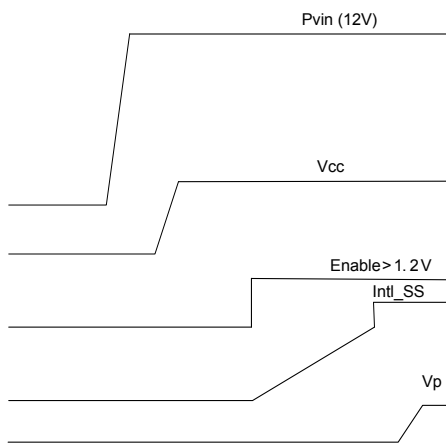 Pvin (12V)
Vcc
Enable>1.2V
Intl_SS
Vp